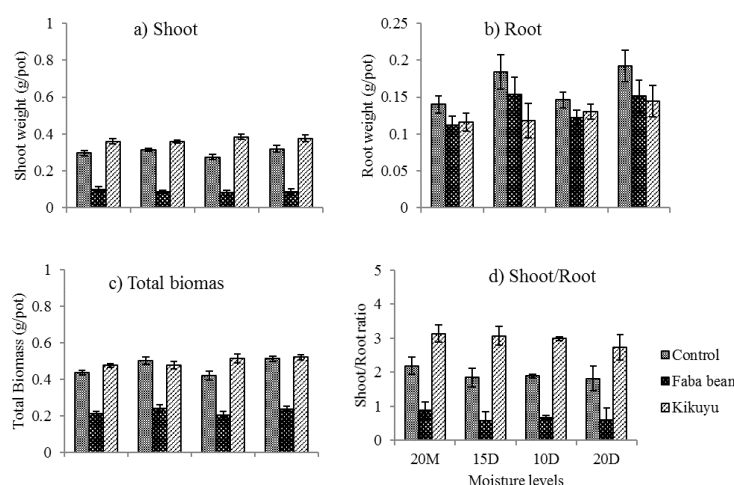 a) Shoot
Shoot weight (g/pot)
1
0.8
0.6
0.4
0.2
0
b) Root
Root weight (g/pot)
0.25
0.2
0.15
0.1
0.05
0
c) Total biomas
Total Biomass (g/pot)
1
0.8
0.6
0.4
0.2
0
d) Shoot/Root
Shoot/Root ratio
5
4
3
2
1
0
20M 15D 10D 20D
Moisture levels
Control
Faba bean
Kikuyu